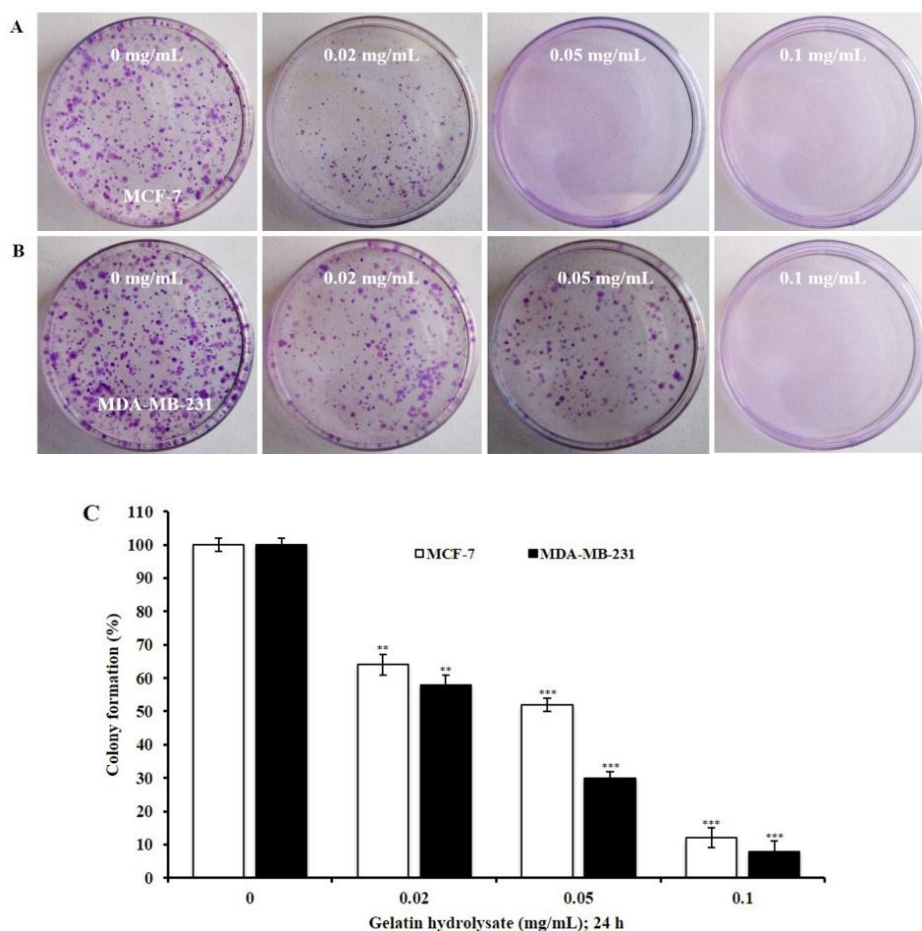 A
0 mg/mL
0.02 mg/mL
0.05 mg/mL
0.1 mg/mL
MCF-7
B
0 mg/mL
0.02 mg/mL
0.05 mg/mL
0.1 mg/mL
MDA-MB-231
C
110
100
90
80
70
60
50
40
30
20
10
0
Colony formation (%)
MCF-7
MDA-MB-231
**
**
***
***
***
***
0
0.02
0.05
0.1
Gelatin hydrolysate (mg/mL); 24 h